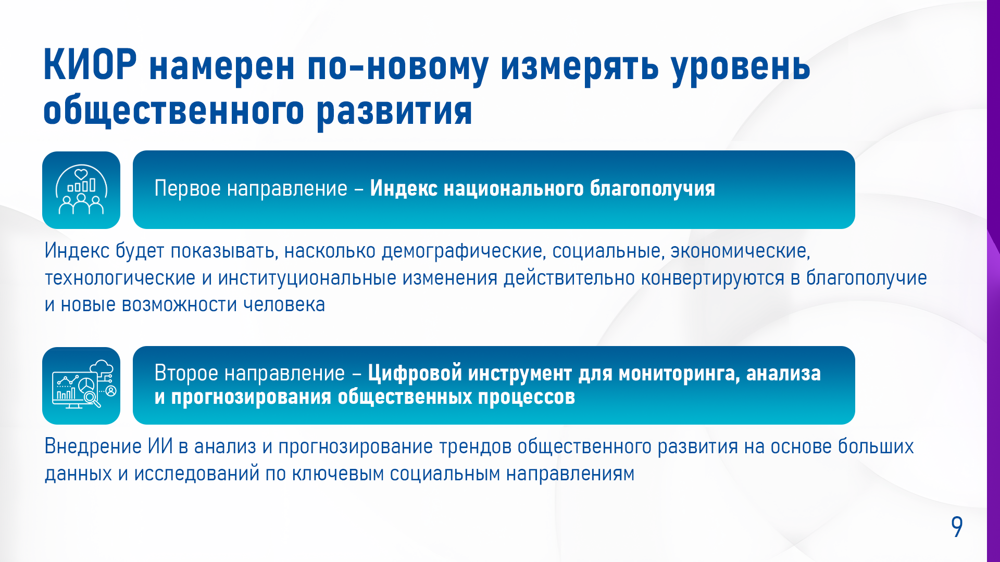 КИОР намерен по-новому измерять уровень
общественного развития
Первое направление – Индекс национального благополучия
Индекс будет показывать, насколько демографические, социальные, экономические,
технологические и институциональные изменения действительно конвертируются в благополучие
и новые возможности человека
Второе направление – Цифровой инструмент для мониторинга, анализа
и прогнозирования общественных процессов
Внедрение ИИ в анализ и прогнозирование трендов общественного развития на основе больших
данных и исследований по ключевым социальным направлениям
9